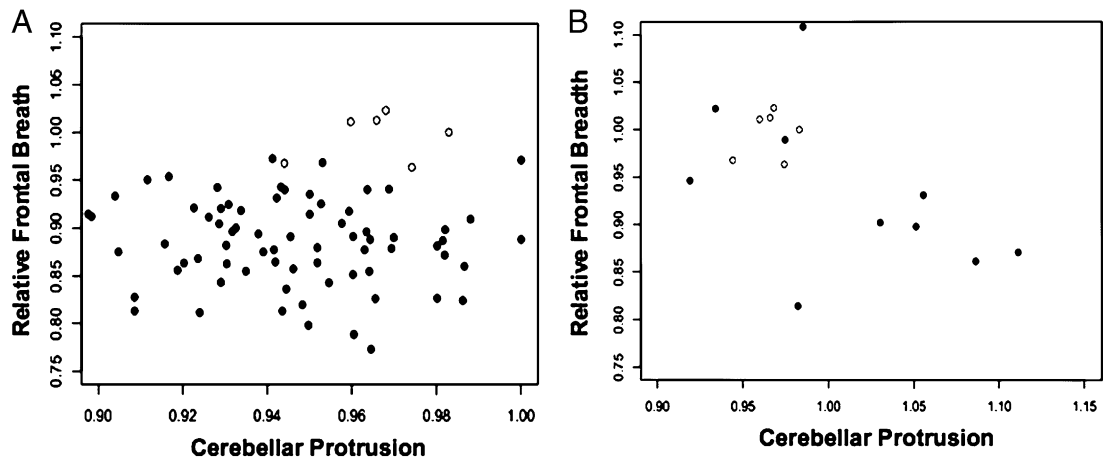 A
Relative Frontal Breath
1.10
1.05
1.00
0.95
0.90
0.85
0.80
0.75
0.90 0.92 0.94 0.96 0.98 1.00
Cerebellar Protrusion
B
Relative Frontal Breadth
1.10
1.05
1.00
0.95
0.90
0.85
0.80
0.75
0.90 0.95 1.00 1.05 1.10 1.15
Cerebellar Protrusion